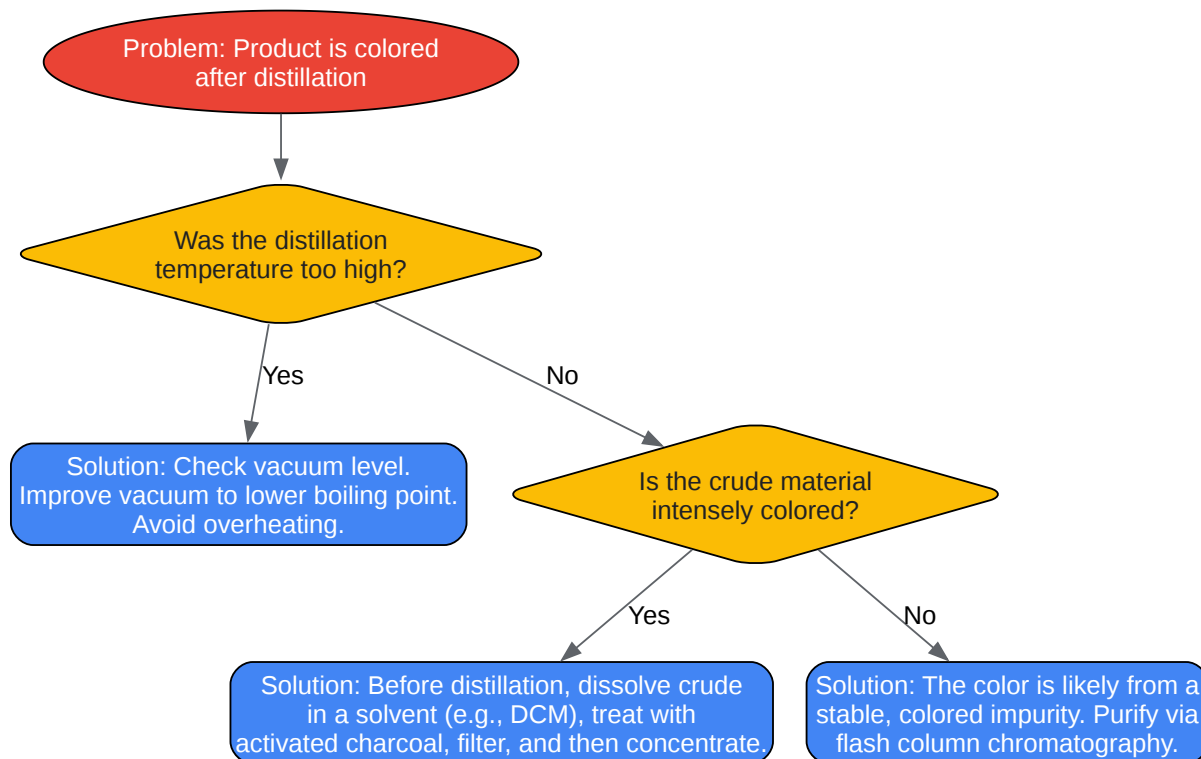 Problem: Product is colored
after distillation
Was the distillation
temperature too high?
Yes
No
Solution: Check vacuum level.
Improve vacuum to lower boiling point.
Avoid overheating.
Is the crude material
intensely colored?
Yes
No
Solution: Before distillation, dissolve crude
in a solvent (e.g., DCM), treat with
activated charcoal, filter, and then concentrate.
Solution: The color is likely from a
stable, colored impurity. Purify via
flash column chromatography.